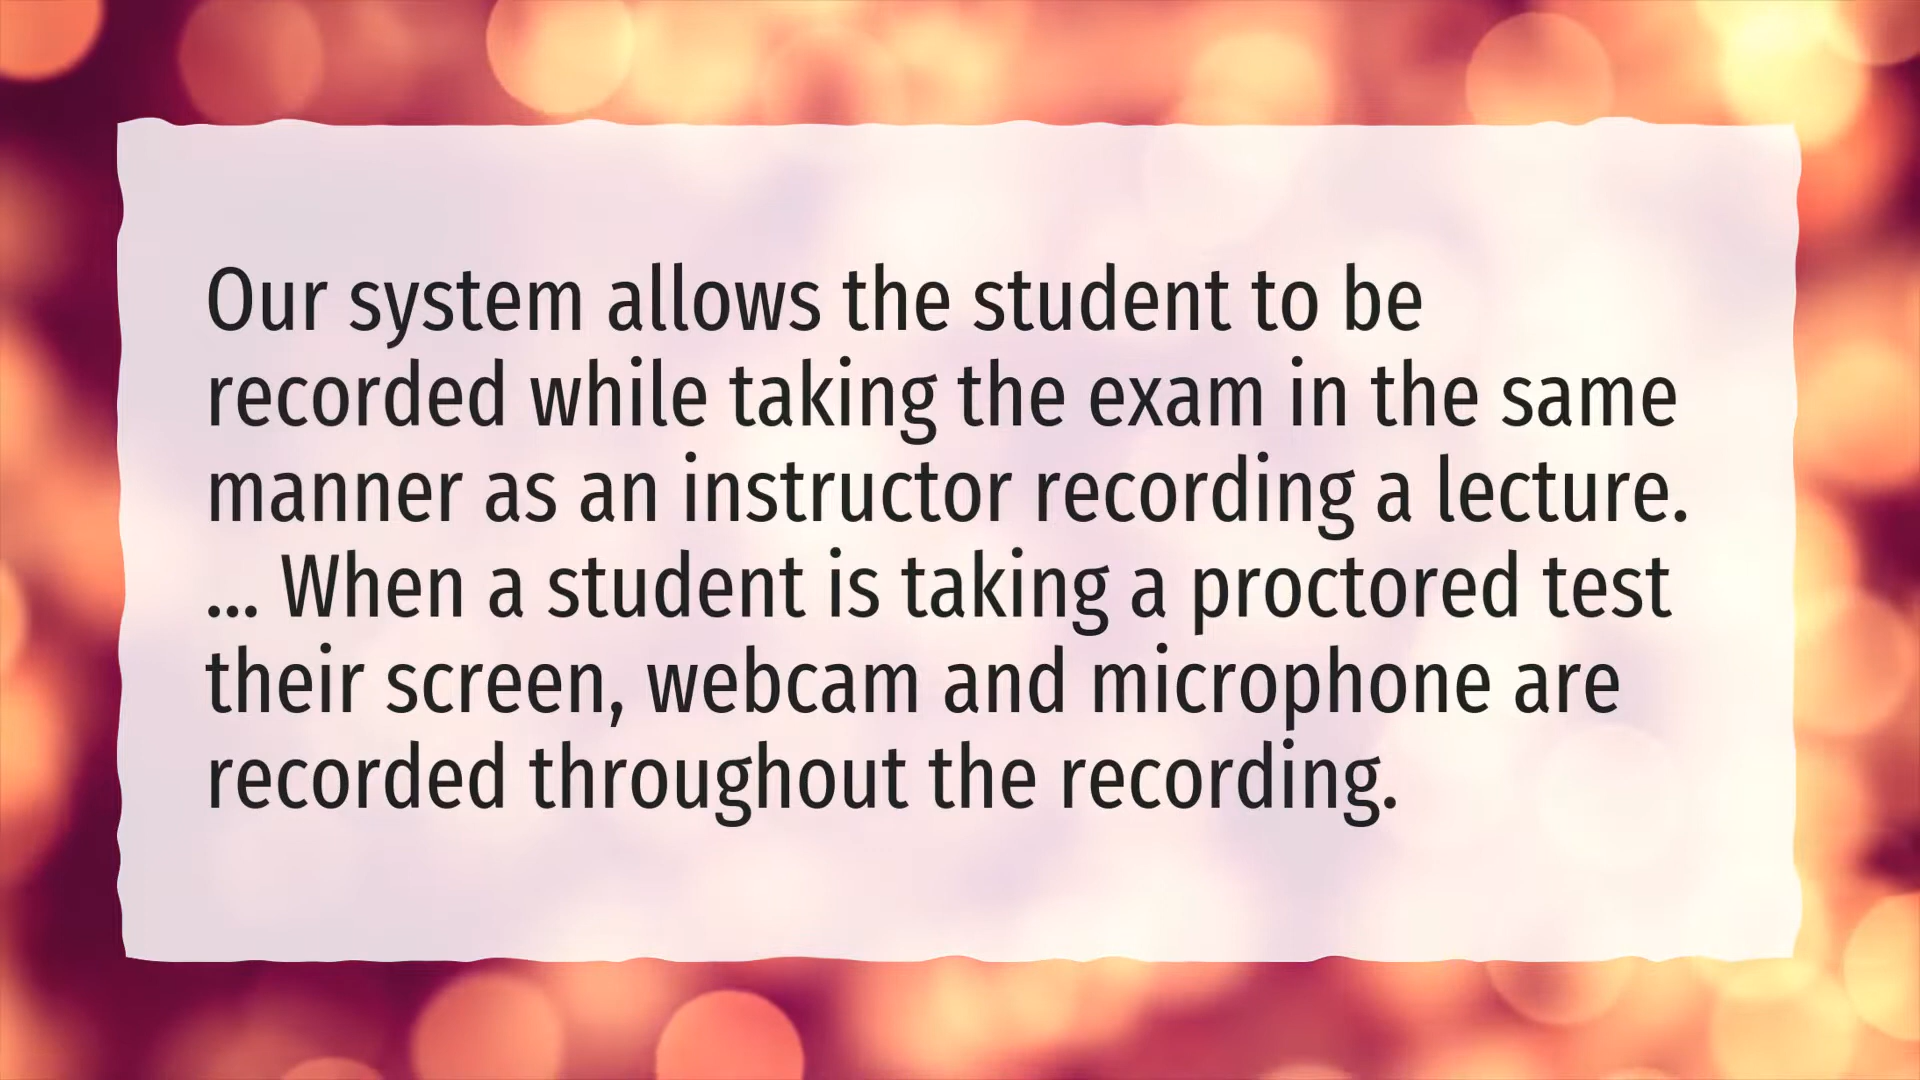 Our system allows the student to be
recorded while taking the exam in the same
manner as an instructor recording a lecture.
... When a student is taking a proctored test
their screen, webcam and microphone are
recorded throughout the recording.